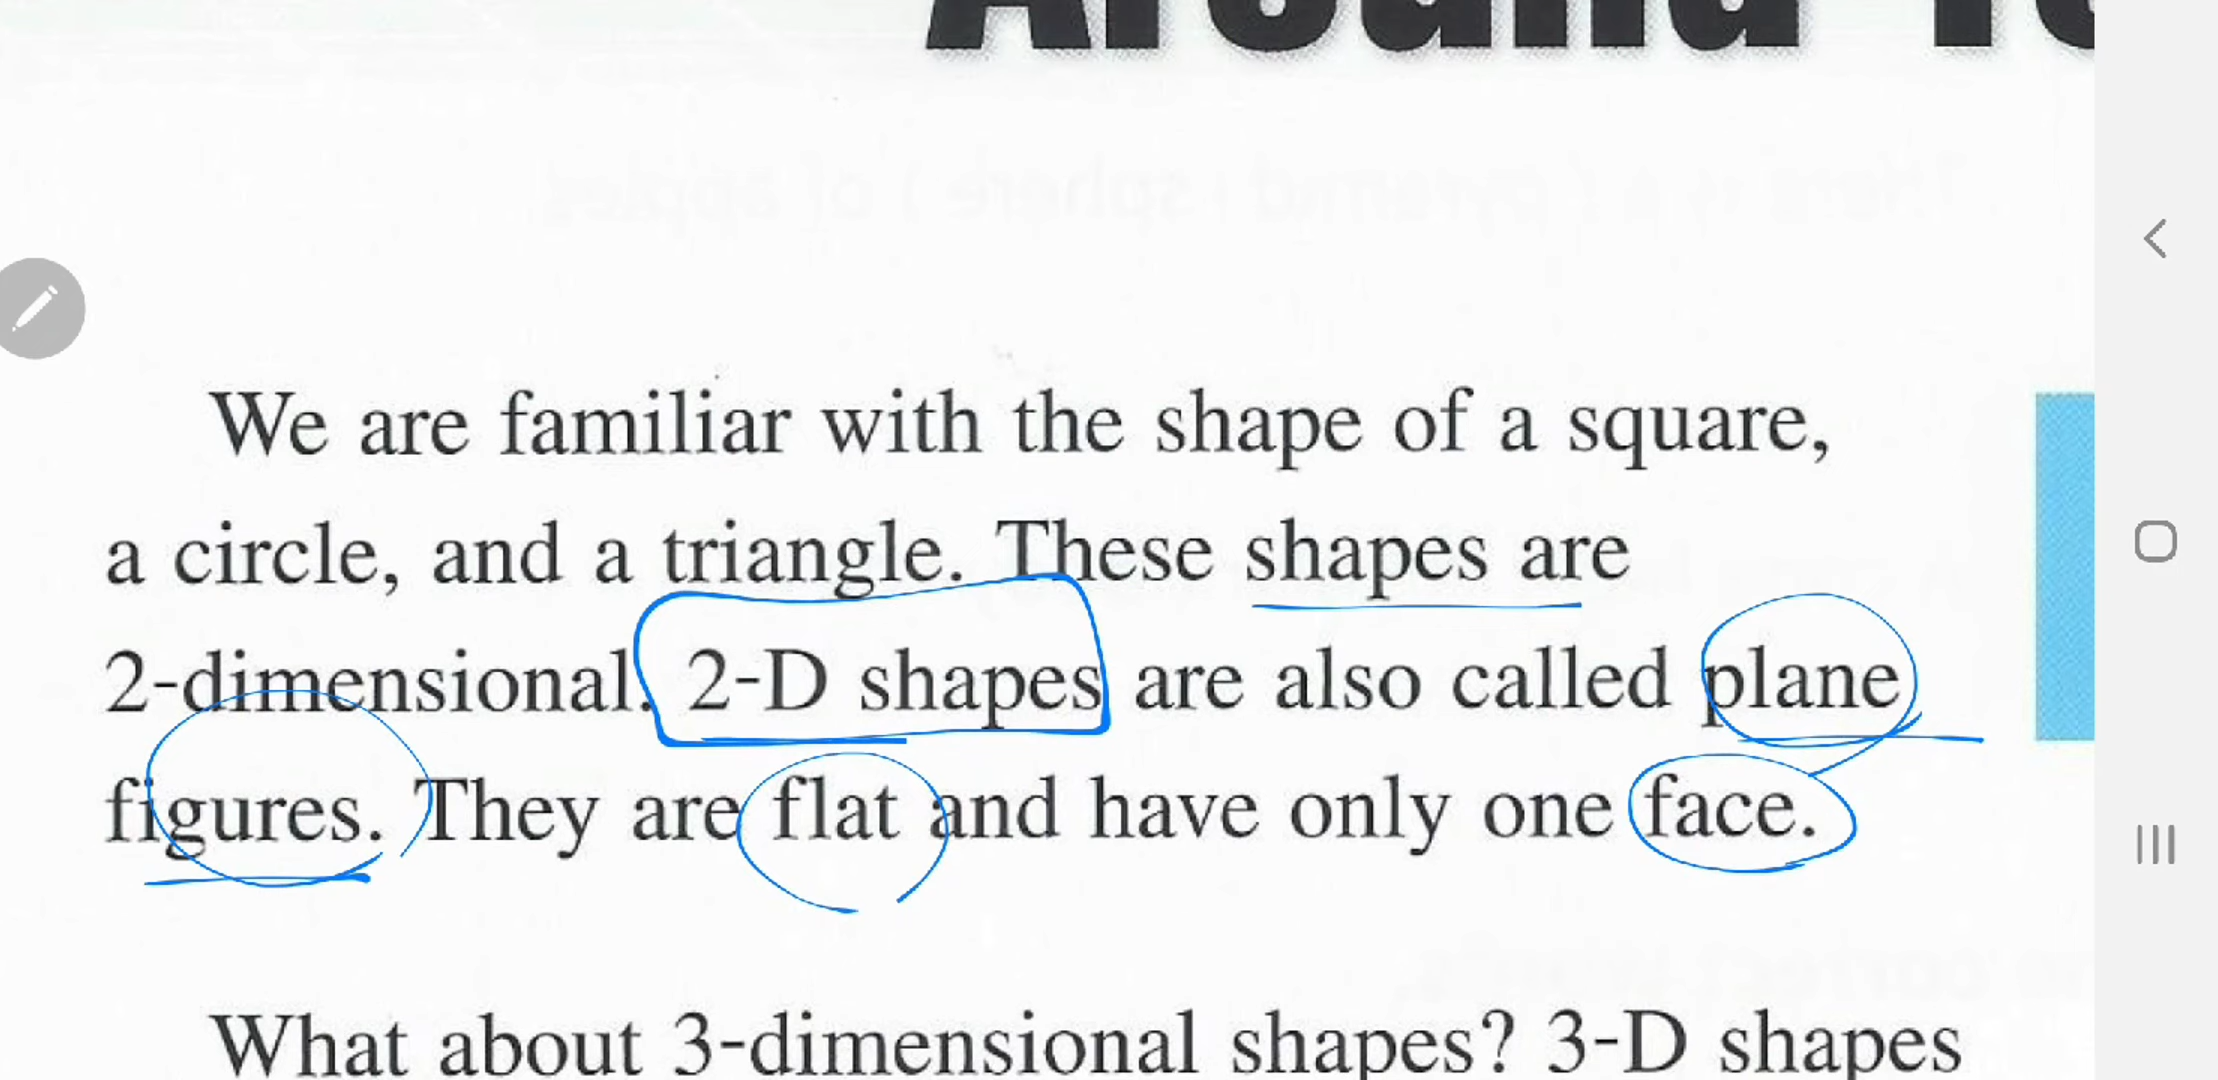 Around
We are familiar with the shape of a square,
a circle, and a triangle. These shapes are
2-dimensional. 2-D shapes are also called plane
figures. They are flat and have only one face.
What about 3-dimensional shapes? 3-D shapes